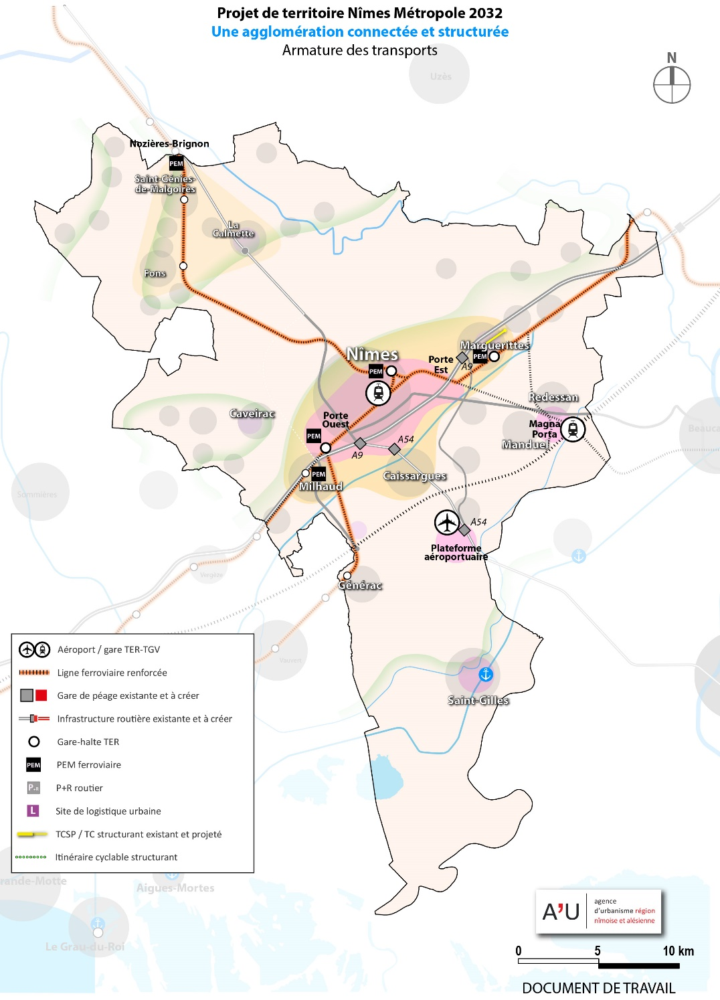 Projet de territoire Nîmes Métropole 2032
Une agglomération connectée et structurée
Armature des transports
N
Uzès
Nozières-Brignon
PEM
Saint-Génies-
de-Malgoirès
La
Calmette
Fons
Nîmes
PEM
Marguerittes
PEM
Porte
Est
A9
Redessan
Caveirac
Porte
Ouest
PEM
Magna
Porta
Manduel
Beauca
A54
A9
Caissargues
PEM
Milhaud
Sommières
A54
Plateforme
aéroportuaire
Vergèze
Générac
Vauvert
Saint-Gilles
Aéroport / gare TER-TGV
Ligne ferroviaire renforcée
Gare de péage existante et à créer
Infrastructure routière existante et à créer
Gare-halte TER
PEM
PEM ferroviaire
P+R
P+R routier
L
Site de logistique urbaine
TCSP / TC structurant existant et projeté
Itinéraire cyclable structurant
rande-Motte
Aigues-Mortes
Le Grau-du-Roi
A'U
agence
d'urbanisme région
nîmoise et alésienne
0 5 10 km
DOCUMENT DE TRAVAIL